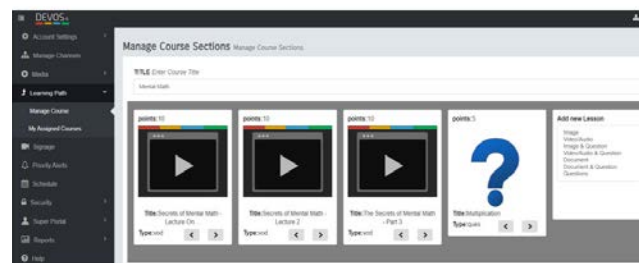 DEVOS
Account Settings
Manage Channels
Media
Learning Path
Manage Course
My Assigned Courses
Signage
Priority Alerts
Schedule
Security
Super Portal
Reports
Help
Manage Course Sections Manage Course Sections
TITLE Enter Course Title
Mental Math
points:10
Title:Secrets of Mental Math -
Lecture On
Type:vod
points:10
Title:Secrets of Mental Math -
Lecture 2
Type:vod
points:10
Title:The Secrets of Mental Math
- Part 3
Type:vod
points:5
Title:Multiplication
Type:ques
Add new Lesson
Image
Video/Audio
Image & Question
Video/Audio & Question
Document
Document & Question
Questions